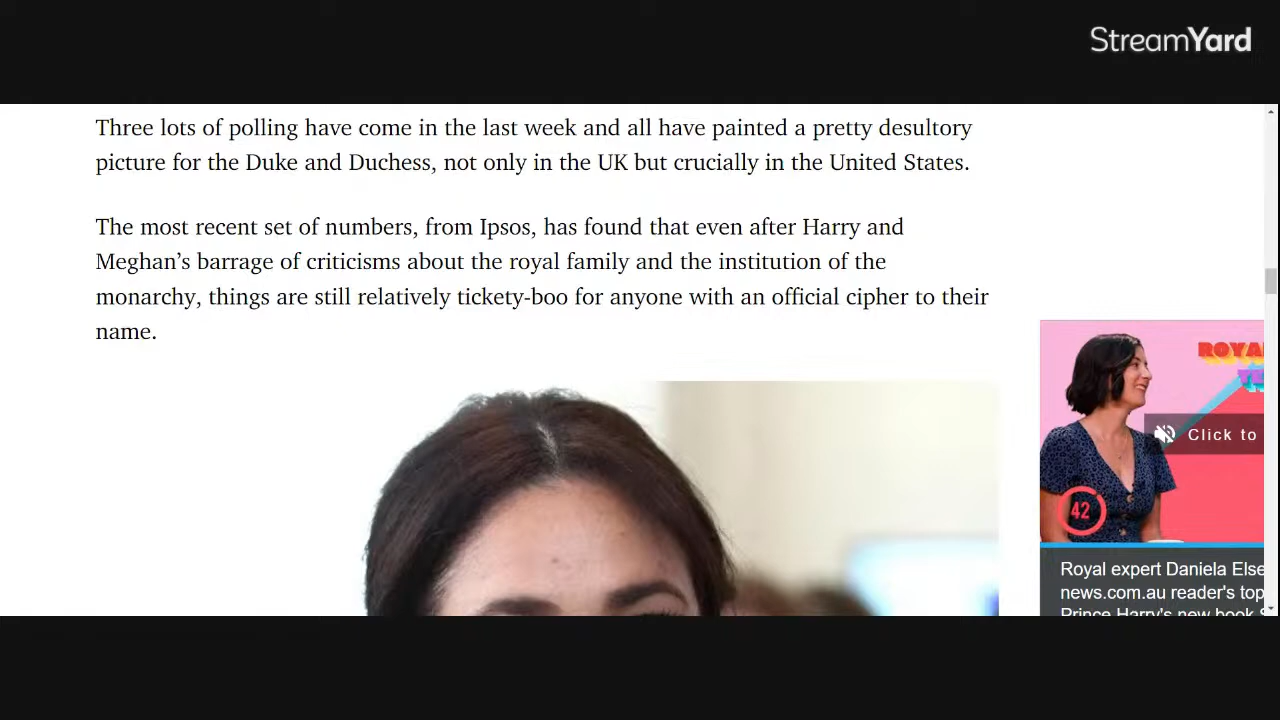 StreamYard
Three lots of polling have come in the last week and all have painted a pretty desultory
picture for the Duke and Duchess, not only in the UK but crucially in the United States.
The most recent set of numbers, from Ipsos, has found that even after Harry and
Meghan’s barrage of criticisms about the royal family and the institution of the
monarchy, things are still relatively tickety-boo for anyone with an official cipher to their
name.
Click to
42
Royal expert Daniela Else
news.com.au reader's top
Prince Harry's new book